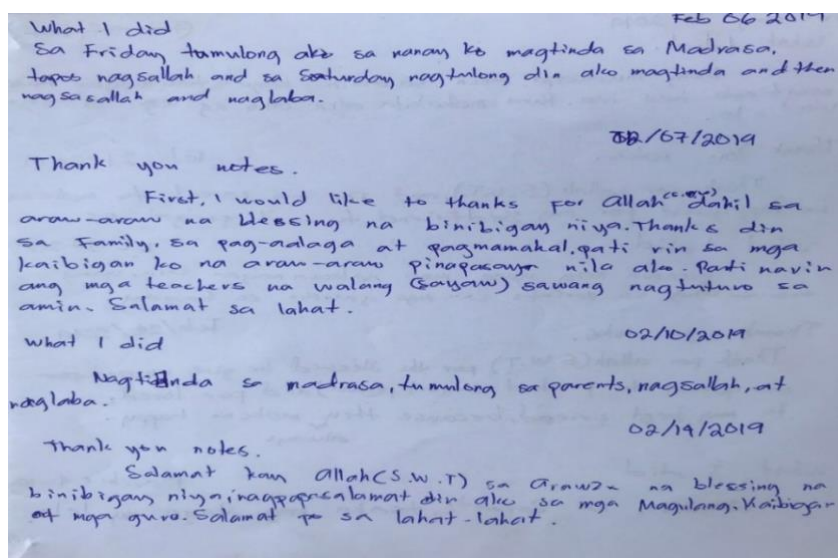 What I did Feb 06 2019
Sa Friday tumulong ako sa nanay ko magtinda sa Madrasa,
tapos nagsallah and sa Saturday nagtulong din ako magtinda and then
nagsasallah and naglaba.
02/07/2019
Thank you notes.
First, I would like to thanks for Allah (S.W.T) dahil sa
araw-araw na blessing na binibigay niya. Thanks din
sa Family, sa pag-aalaga at pagmamahal, pati rin sa mga
kaibigan ko na araw-araw pinapasaya nila ako. Pati narin
ang mga teachers na walang (sayaw) sawang nagtuturo sa
amin. Salamat sa lahat.
What I did 02/10/2019
Nagtinda sa madrasa, tumulong sa parents, nagsallah, at
naglaba.
02/14/2019
Thank you notes.
Salamat kay Allah (S.W.T) sa araw2x na blessing na
binibigay niya, nagpapasalamat din ako sa mga Magulang. Kaibigan
at mga guro. Salamat po sa lahat-lahat.